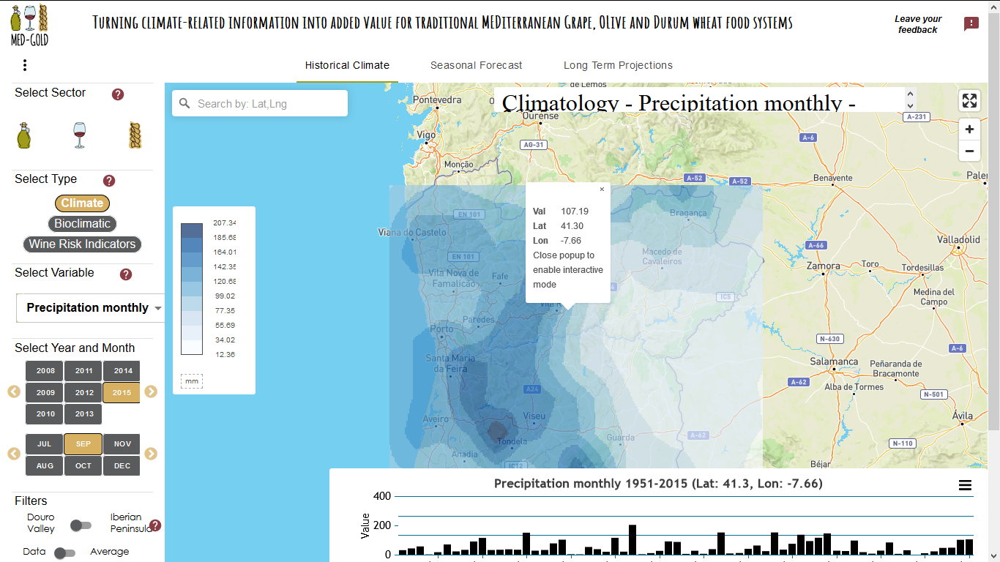 TURNING CLIMATE-RELATED INFORMATION INTO ADDED VALUE FOR TRADITIONAL MEDITERRANEAN GRAPE, OLIVE AND DURUM WHEAT FOOD SYSTEMS
MED-GOLD
Leave your
feedback
Historical Climate
Seasonal Forecast
Long Term Projections
Select Sector
Select Type
Climate
Bioclimatic
Wine Risk Indicators
Select Variable
Precipitation monthly
Select Year and Month
2008 2011 2014
2009 2012 2015
2010 2013
JUL SEP NOV
AUG OCT DEC
Filters
Douro
Valley
Iberian
Peninsula
Data
Average
Search by: Lat,Lng
Climatology - Precipitation monthly -
207.34
185.68
164.01
142.35
120.68
99.02
77.35
55.69
34.02
12.36
mm
Val 107.19
Lat 41.30
Lon -7.66
Close popup to
enable interactive
mode
de Lemos
Pontevedra
Ourense
A-231
Vigo
AG-31
A-6
Monção
A-52
A-52
Benavente
EN 101
Bragança
Viana do Castelo
A-66
Valladolid
EN 101
Macedo de
Cavaleiros
Zamora
Toro
Tordesillas
Vila Nova de
Famalicão
Fafe
IC5
Medina del
Campo
Paredes
Porto
N-630
A-6
Santa Maria
da Feira
Salamanca
Peñaranda de
Bracamonte
A-62
Alba de Tormes
A26
N-501
Aveiro
Viseu
Ávila
Tondela
Guarda
A-62
N-110
Anadia
IC12
Béjar
Precipitation monthly 1951-2015 (Lat: 41.3, Lon: -7.66)
Value
400
200
0